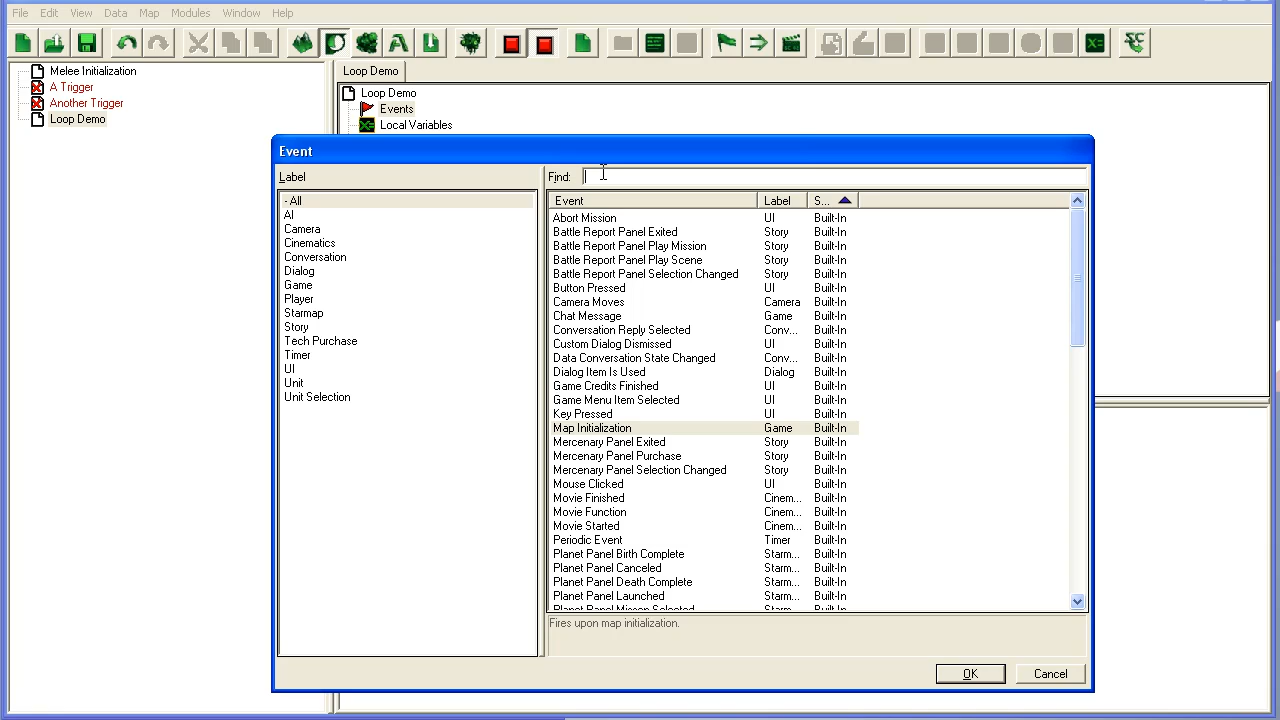 File Edit View Data Map Modules Window Help
Melee Initialization
A Trigger
Another Trigger
Loop Demo
Loop Demo
Loop Demo
Events
Local Variables
Event
Label
Find:
- All
AI
Camera
Cinematics
Conversation
Dialog
Game
Player
Starmap
Story
Tech Purchase
Timer
UI
Unit
Unit Selection
Event Label S...
Abort Mission UI Built-In
Battle Report Panel Exited Story Built-In
Battle Report Panel Play Mission Story Built-In
Battle Report Panel Play Scene Story Built-In
Battle Report Panel Selection Changed Story Built-In
Button Pressed UI Built-In
Camera Moves Camera Built-In
Chat Message Game Built-In
Conversation Reply Selected Conv... Built-In
Custom Dialog Dismissed UI Built-In
Data Conversation State Changed Conv... Built-In
Dialog Item Is Used Dialog Built-In
Game Credits Finished UI Built-In
Game Menu Item Selected UI Built-In
Key Pressed UI Built-In
Map Initialization Game Built-In
Mercenary Panel Exited Story Built-In
Mercenary Panel Purchase Story Built-In
Mercenary Panel Selection Changed Story Built-In
Mouse Clicked UI Built-In
Movie Finished Cinem... Built-In
Movie Function Cinem... Built-In
Movie Started Cinem... Built-In
Periodic Event Timer Built-In
Planet Panel Birth Complete Starm... Built-In
Planet Panel Canceled Starm... Built-In
Planet Panel Death Complete Starm... Built-In
Planet Panel Launched Starm... Built-In
Planet Panel Misson Selected Starm... Built-In
Fires upon map initialization.
OK Cancel